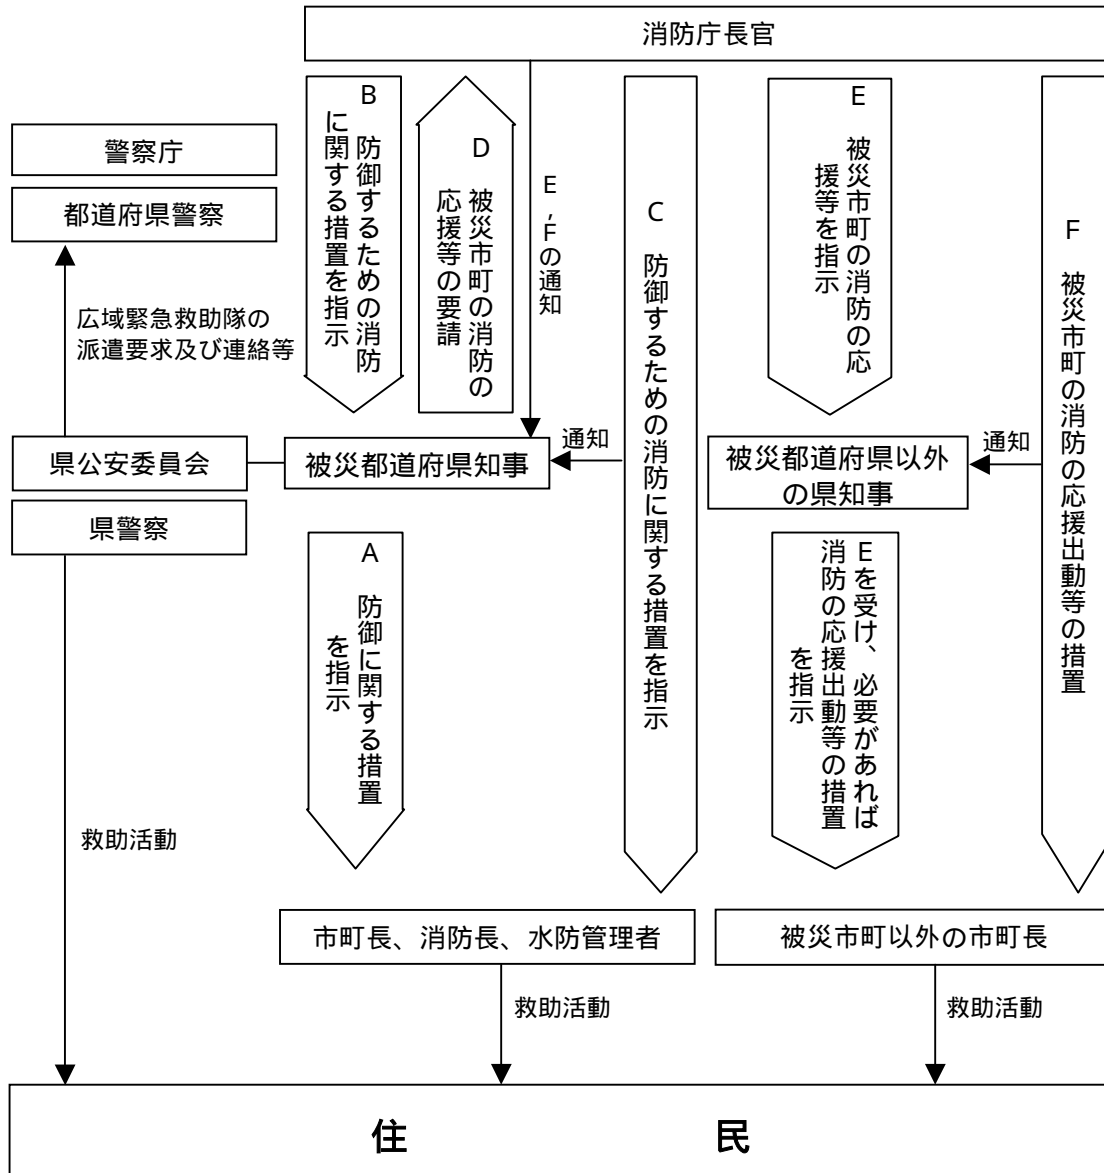 消防庁長官
警察庁
都道府県警察
広域緊急救助隊の
派遣要求及び連絡等
B 防御するための消防
に関する措置を指示
D 被災市町の消防の
応援等の要請
E,Fの通知
C 防御するための消防に関する措置を指示
E 被災市町の消防の応
援等を指示
F 被災市町の消防の応援出動等の措置
県公安委員会
被災都道府県知事
通知
被災都道府県以外
の県知事
通知
県警察
A 防御に関する措置
を指示
Eを受け、必要があれば
消防の応援出動等の措置
を指示
救助活動
市町長、消防長、水防管理者
被災市町以外の市町長
救助活動
救助活動
住 民